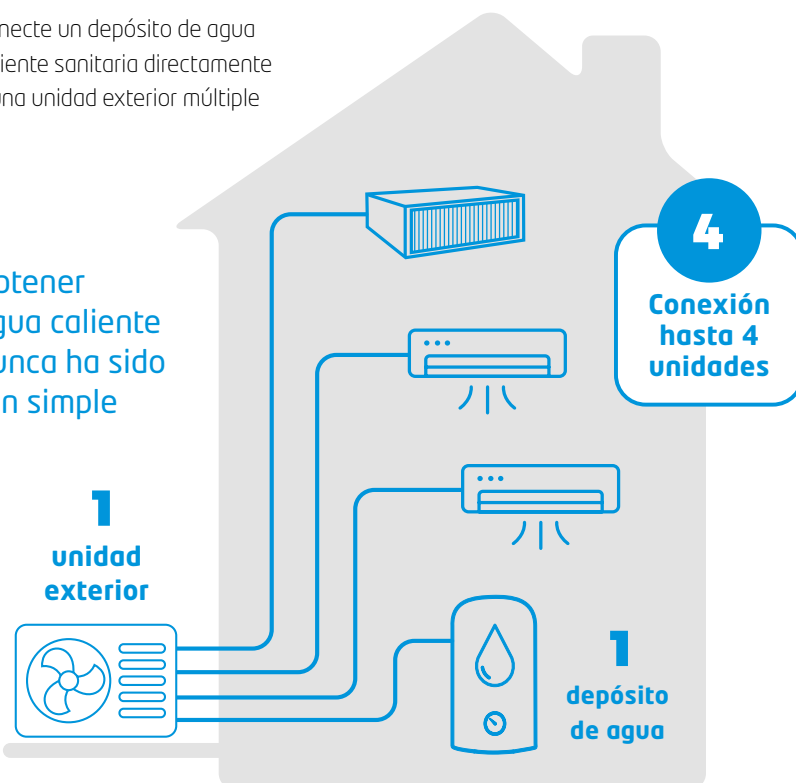 necte un depósito de agua
iente sanitaria directamente
una unidad exterior múltiple
otener
gua caliente
unca ha sido
n simple
4
Conexión
hasta 4
unidades
1
unidad
exterior
1
depósito
de agua